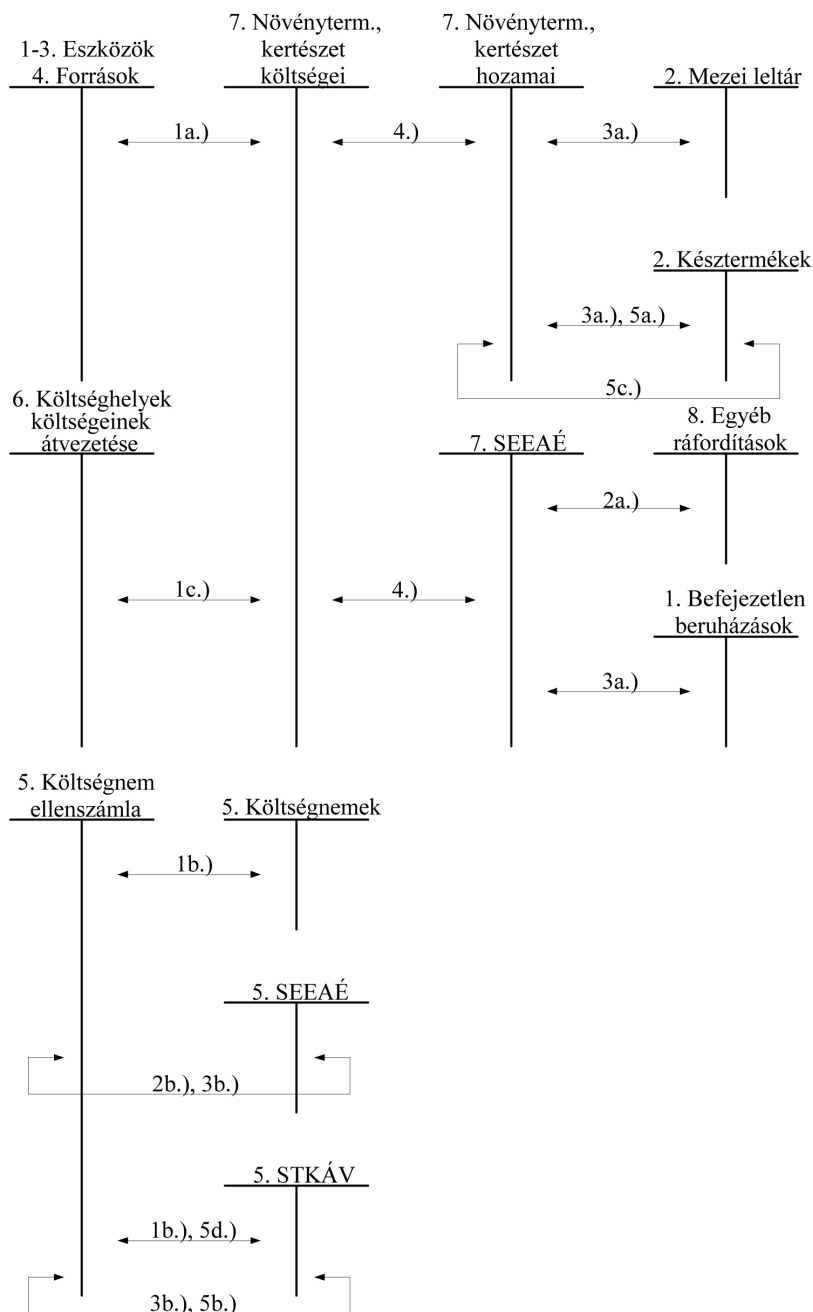 1-3. Eszközök
4. Források
7. Növényterm.,
kertészet
költségei
7. Növényterm.,
kertészet
hozamai
2. Mezei leltár
1a.)
4.)
3a.)
2. Késztermékek
3a.), 5a.)
5c.)
6. Költséghelyek
költségeinek
átvezetése
7. SEEAÉ
8. Egyéb
ráfordítások
2a.)
1c.)
4.)
1. Befejezetlen
beruházások
3a.)
5. Költségnem
ellenszámla
5. Költségnemek
1b.)
5. SEEAÉ
2b.), 3b.)
5. STKÁV
1b.), 5d.)
3b.), 5b.)